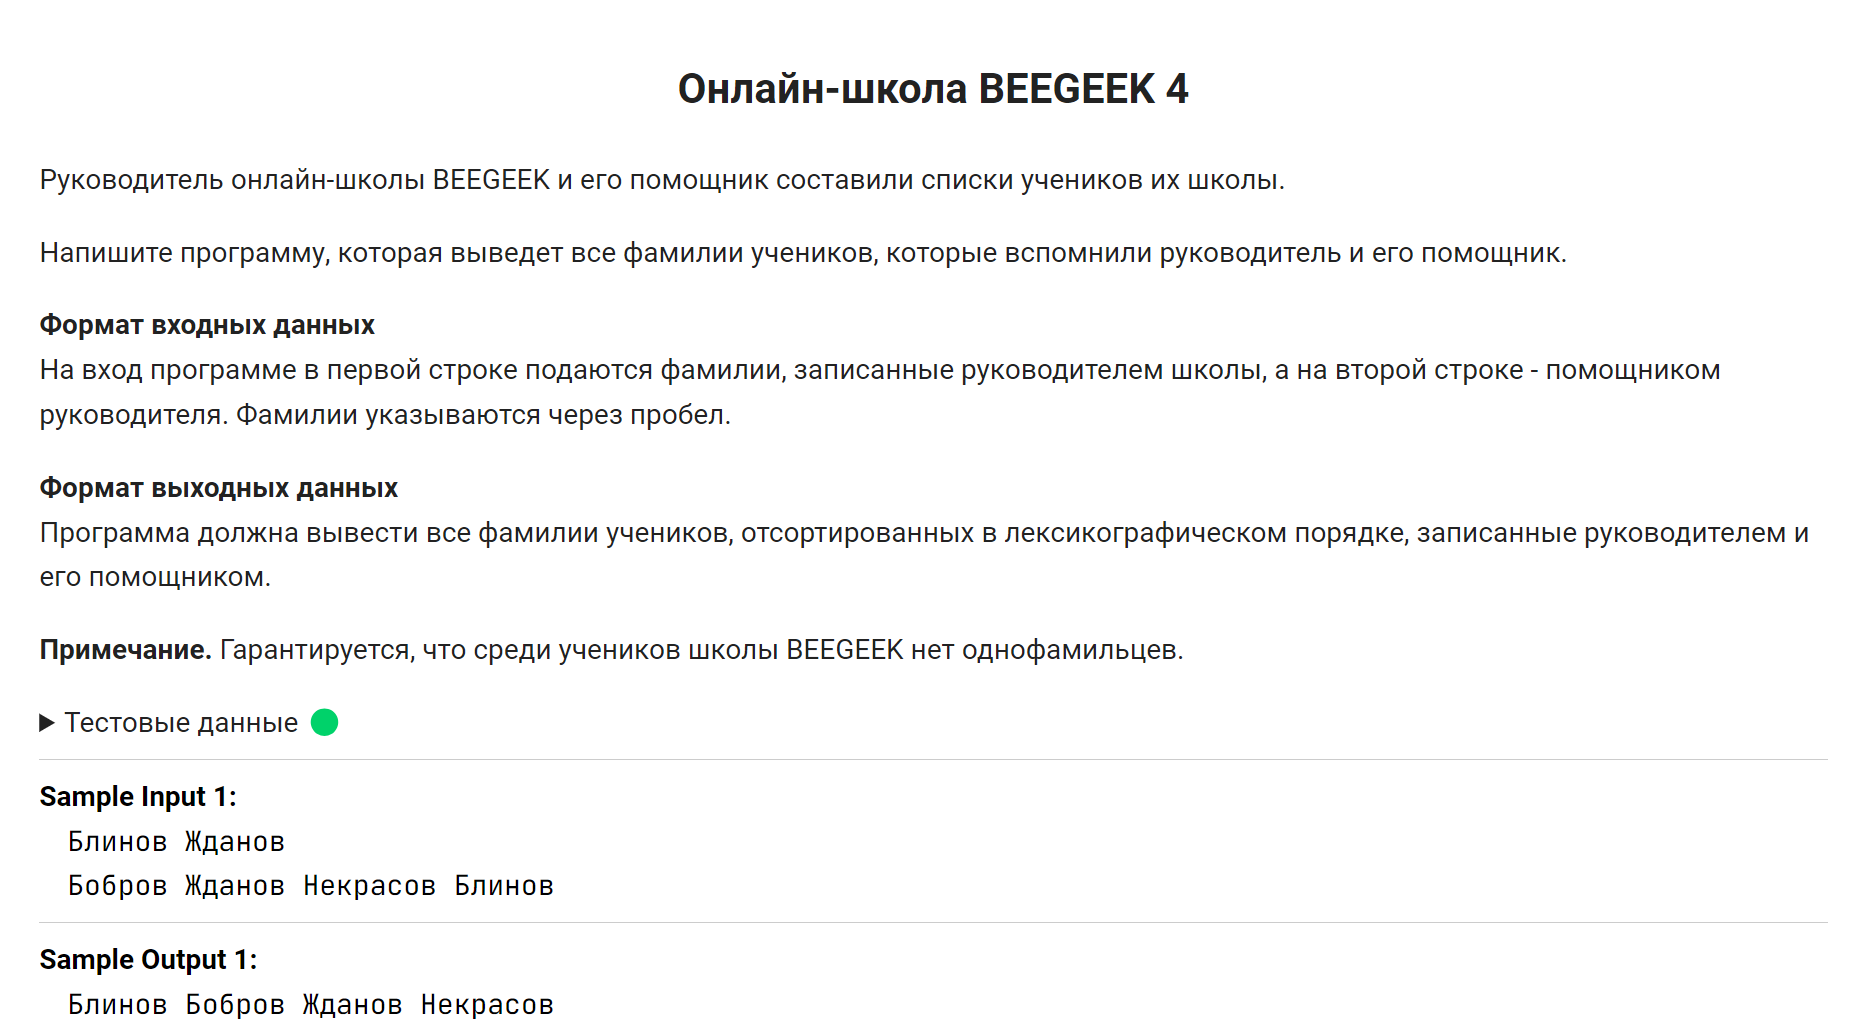 Онлайн-школа BEEGEEK 4
Руководитель онлайн-школы BEEGEEK и его помощник составили списки учеников их школы.
Напишите программу, которая выведет все фамилии учеников, которые вспомнили руководитель и его помощник.
Формат входных данных
На вход программе в первой строке подаются фамилии, записанные руководителем школы, а на второй строке - помощником
руководителя. Фамилии указываются через пробел.
Формат выходных данных
Программа должна вывести все фамилии учеников, отсортированных в лексикографическом порядке, записанные руководителем и
его помощником.
Примечание. Гарантируется, что среди учеников школы BEEGEEK нет однофамильцев.
Тестовые данные
Sample Input 1:
Блинов Жданов
Бобров Жданов Некрасов Блинов
Sample Output 1:
Блинов Бобров Жданов Некрасов